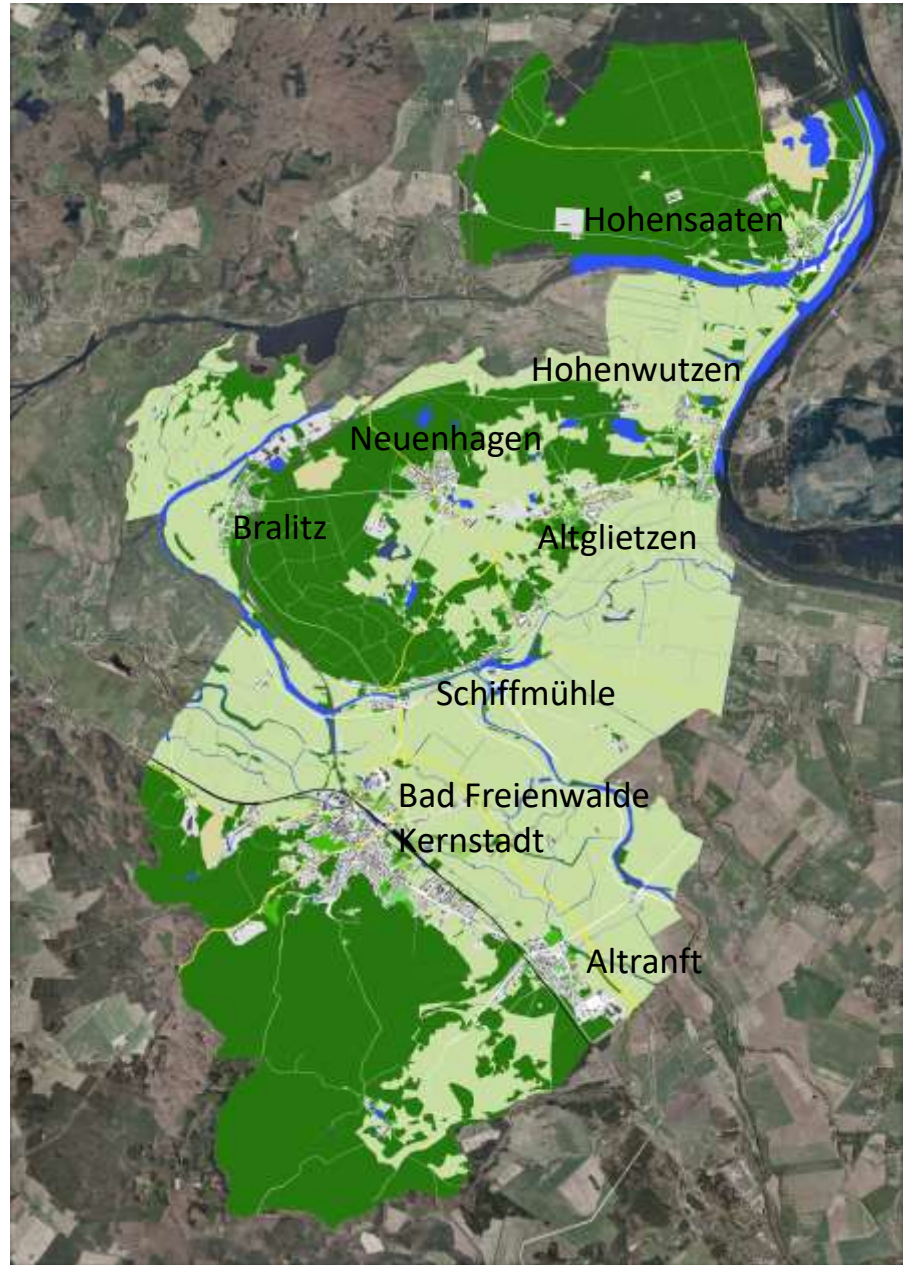 Hohensaaten
Hohenwutzen
Neuenhagen
Bralitz
Altglietzen
Schiffmühle
Bad Freienwalde
Kernstadt
Altranft